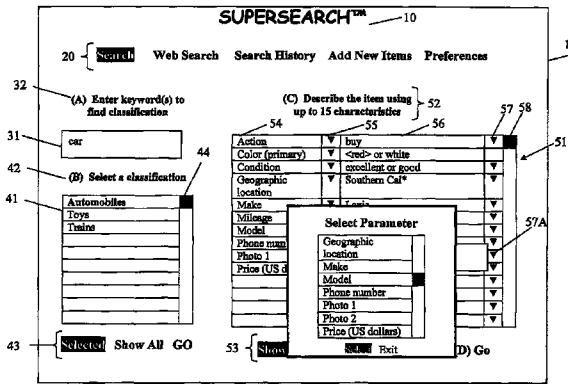 SUPERSEARCH™
10
20
Search Web Search Search History Add New Items Preferences
32
(A) Enter keyword(s) to
find classification
31
car
42
(B) Select a classification
44
41
Automobiles
Toys
Trains
43
Selected Show All GO
(C) Describe the item using
up to 15 characteristics
52
54
55
56
57
58
51
Action buy
Color (primary) <red> or white
Condition excellent or good
Geographic Southern Cal*
location
Make
Mileage
Model
Phone num
Photo 1
Price (US d
57A
Select Parameter
Geographic
location
Make
Model
Phone number
Photo 1
Photo 2
Price (US dollars)
Select Exit
53
Show
D) Go